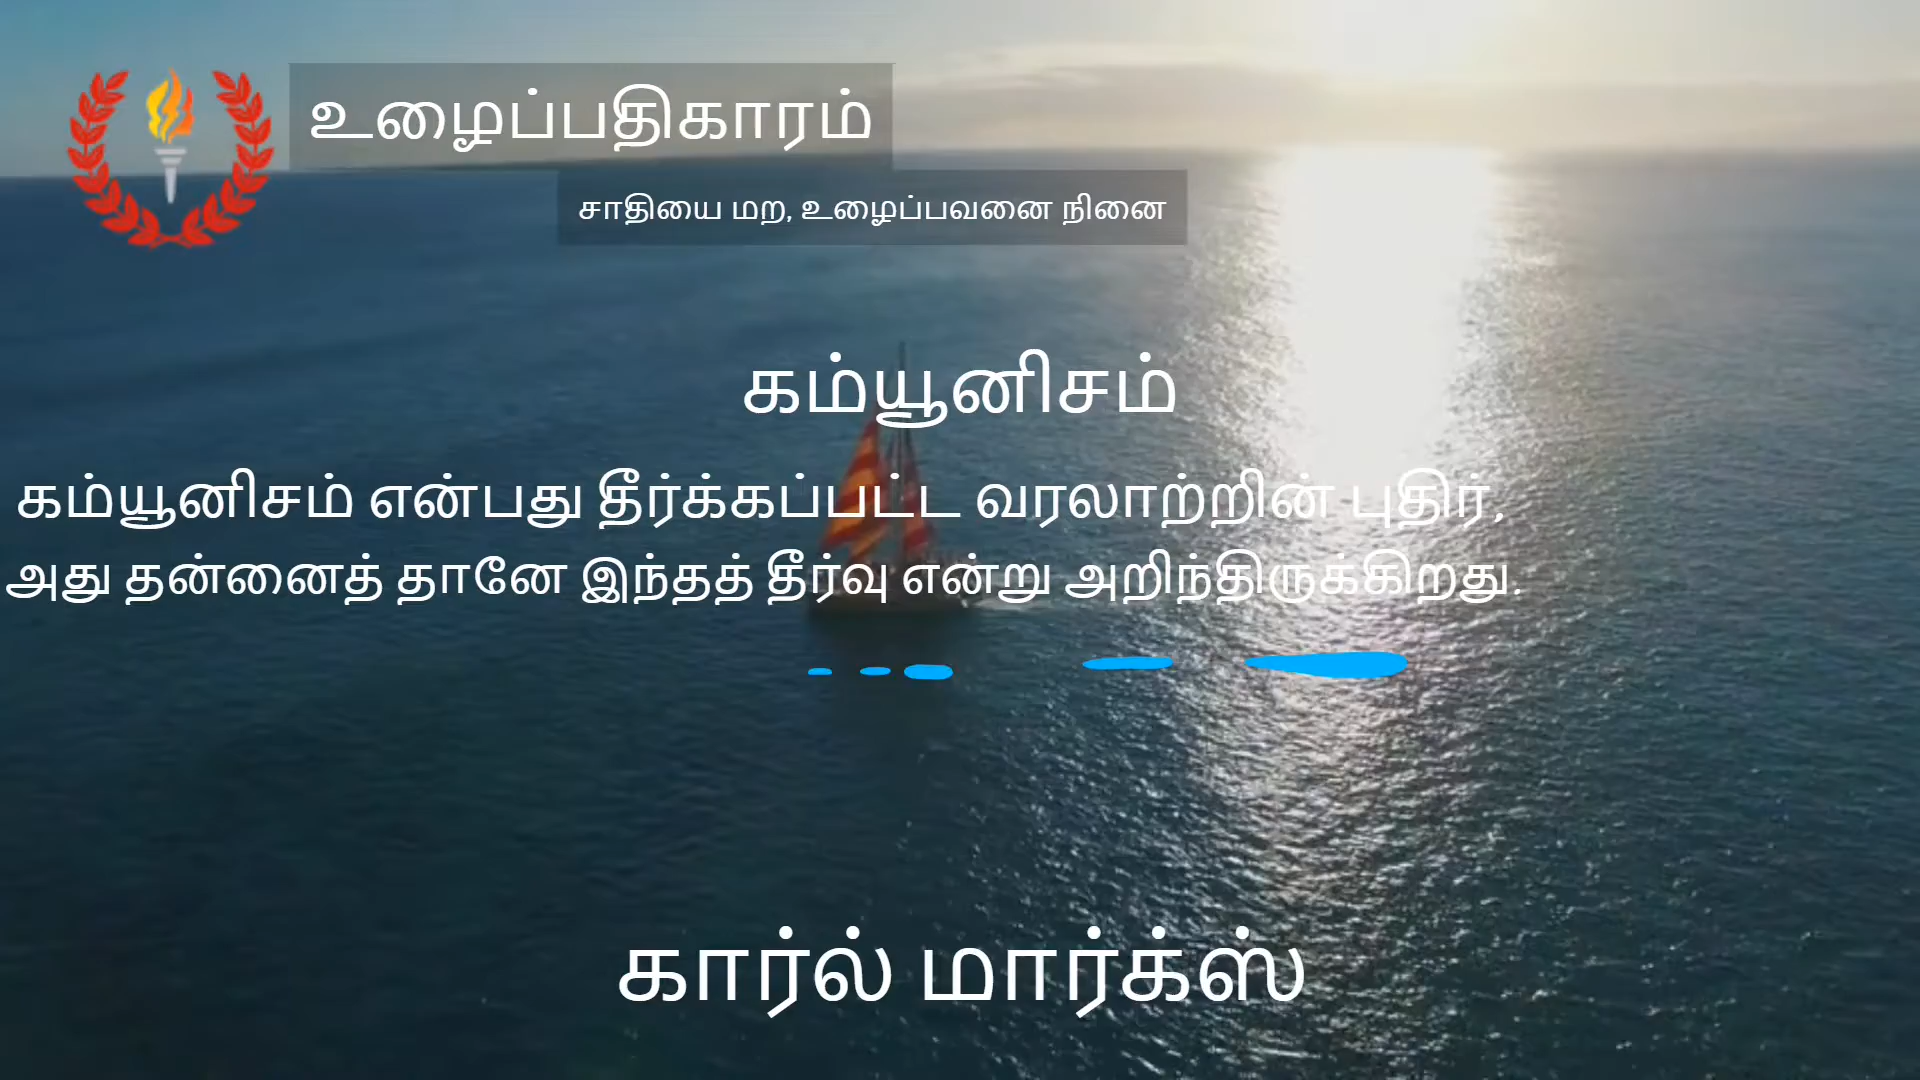 உழைப்பதிகாரம்
சாதியை மற, உழைப்பவனை நினை
கம்யூனிசம்
கம்யூனிசம் என்பது தீர்க்கப்பட்ட வரலாற்றின் புதிர்,
அது தன்னைத் தானே இந்தத் தீர்வு என்று அறிந்திருக்கிறது.
கார்ல் மார்க்ஸ்